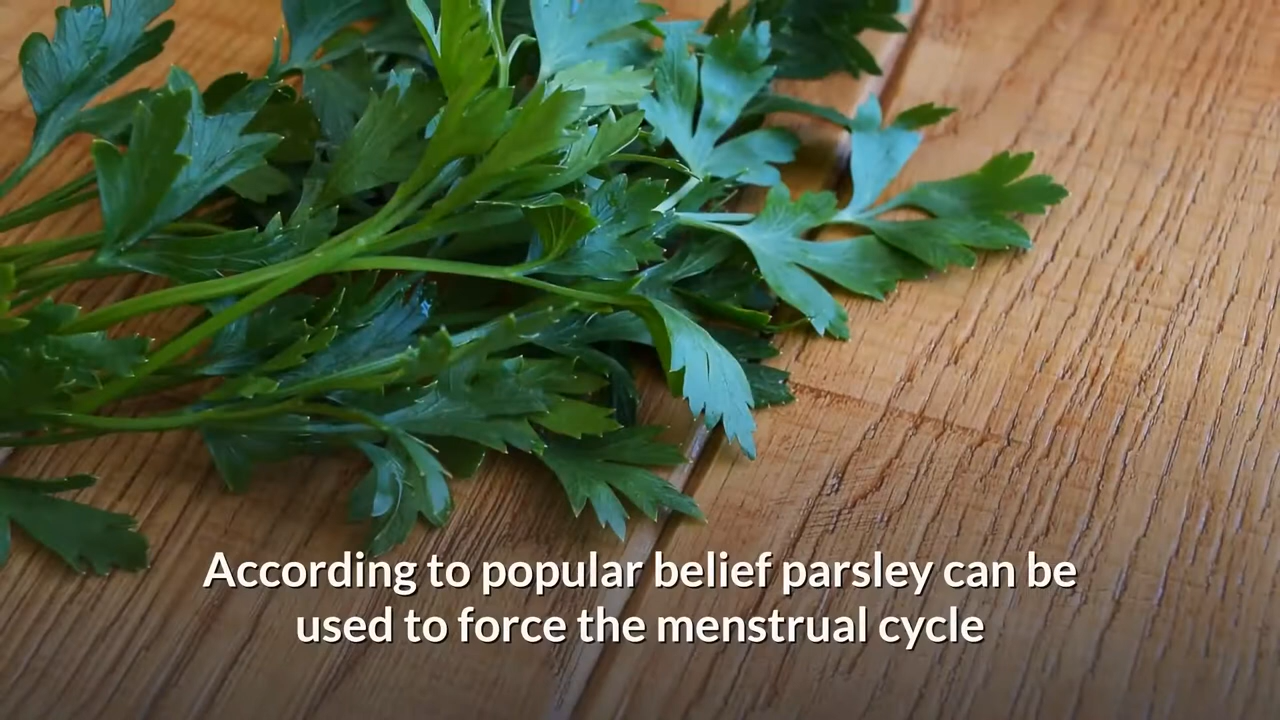 According to popular belief parsley can be
used to force the menstrual cycle